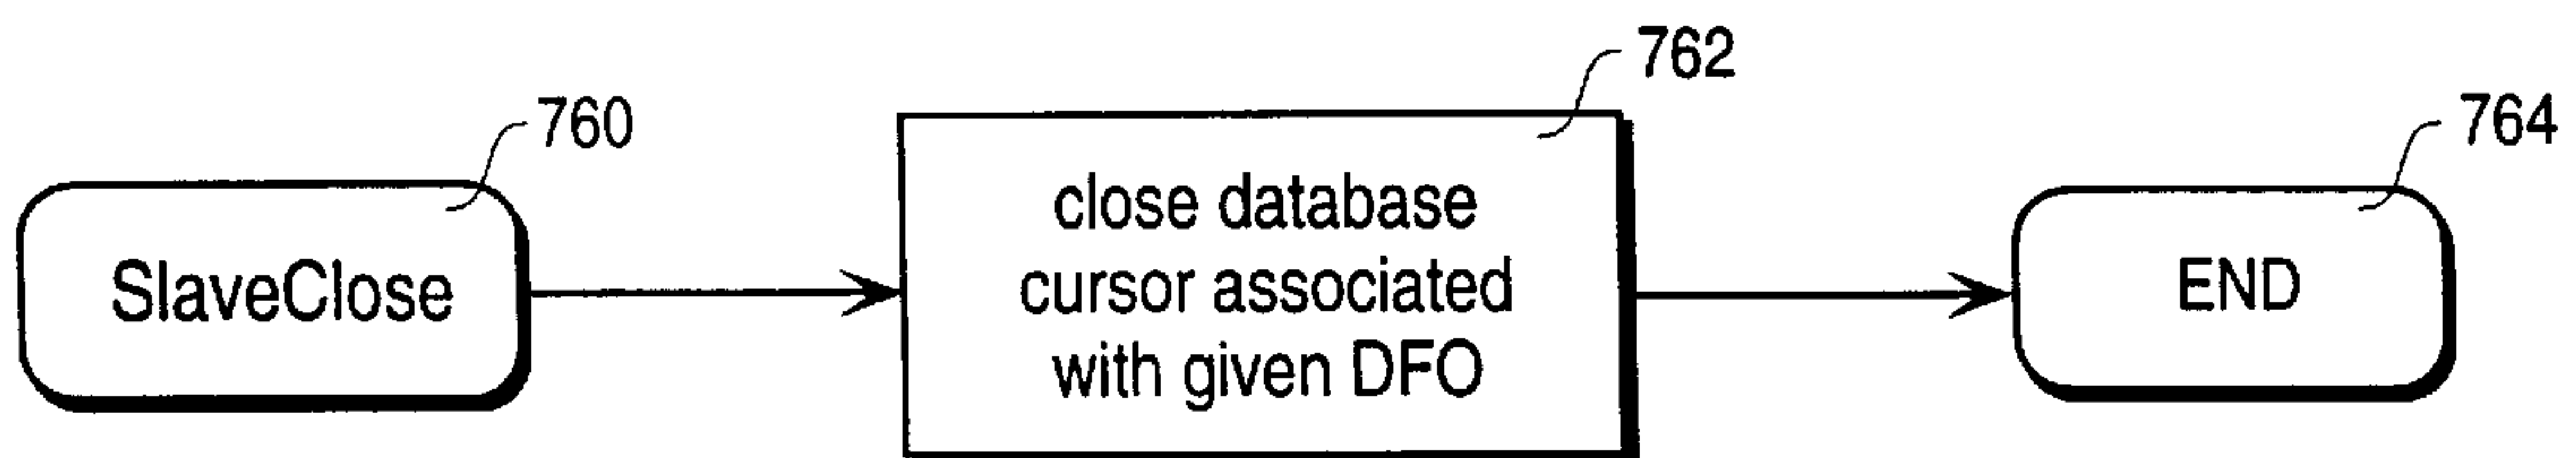 760
SlaveClose
762
close database
cursor associated
with given DFO
764
END